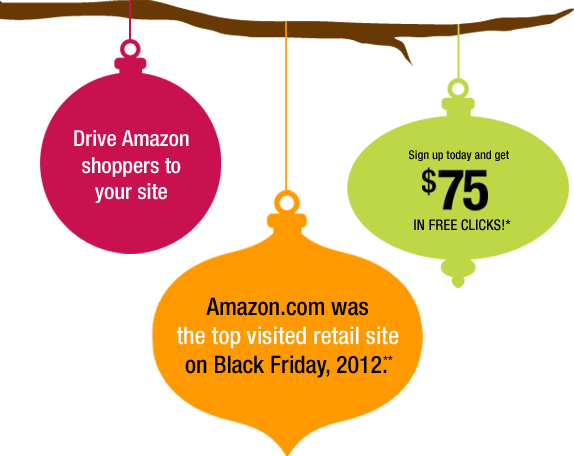 Drive Amazon
shoppers to
your site
Sign up today and get
$75
IN FREE CLICKS!*
Amazon.com was
the top visited retail site
on Black Friday, 2012.**